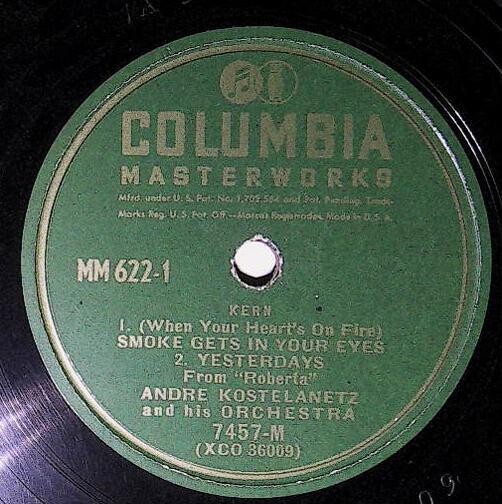 COLUMBIA
MASTERWORKS
Mfrd. under U. S. Pat. No. 1,702,564 and Pat. Pending. Trade-
Marks Reg. U. S. Pat. Off.—Marcas Registradas. Made in U. S. A.
MM 622-1
KERN
1. (When Your Heart's On Fire)
SMOKE GETS IN YOUR EYES
2. YESTERDAYS
From "Roberta"
ANDRE KOSTELANETZ
and his ORCHESTRA
7457-M
(XCO 36009)